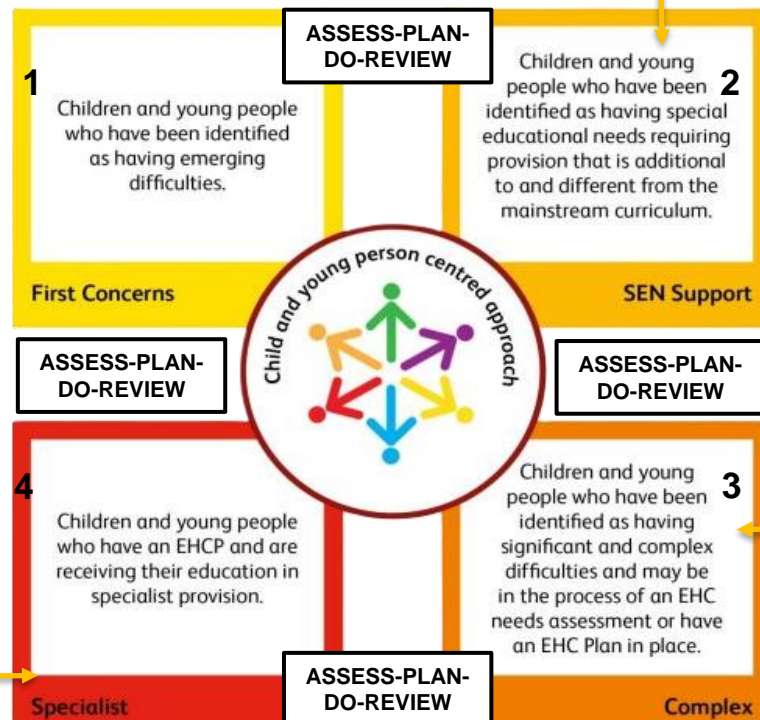 ASSESS-PLAN-
DO-REVIEW
1
Children and young people
who have been identified
as having emerging
difficulties.
First Concerns
2
Children and young
people who have been
identified as having special
educational needs requiring
provision that is additional
to and different from the
mainstream curriculum.
SEN Support
Child and young person centred approach
ASSESS-PLAN-
DO-REVIEW
ASSESS-PLAN-
DO-REVIEW
4
Children and young people
who have an EHCP and are
receiving their education in
specialist provision.
Specialist
3
Children and young
people who have been
identified as having
significant and complex
difficulties and may be
in the process of an EHC
needs assessment or have
an EHC Plan in place.
Complex
ASSESS-PLAN-
DO-REVIEW